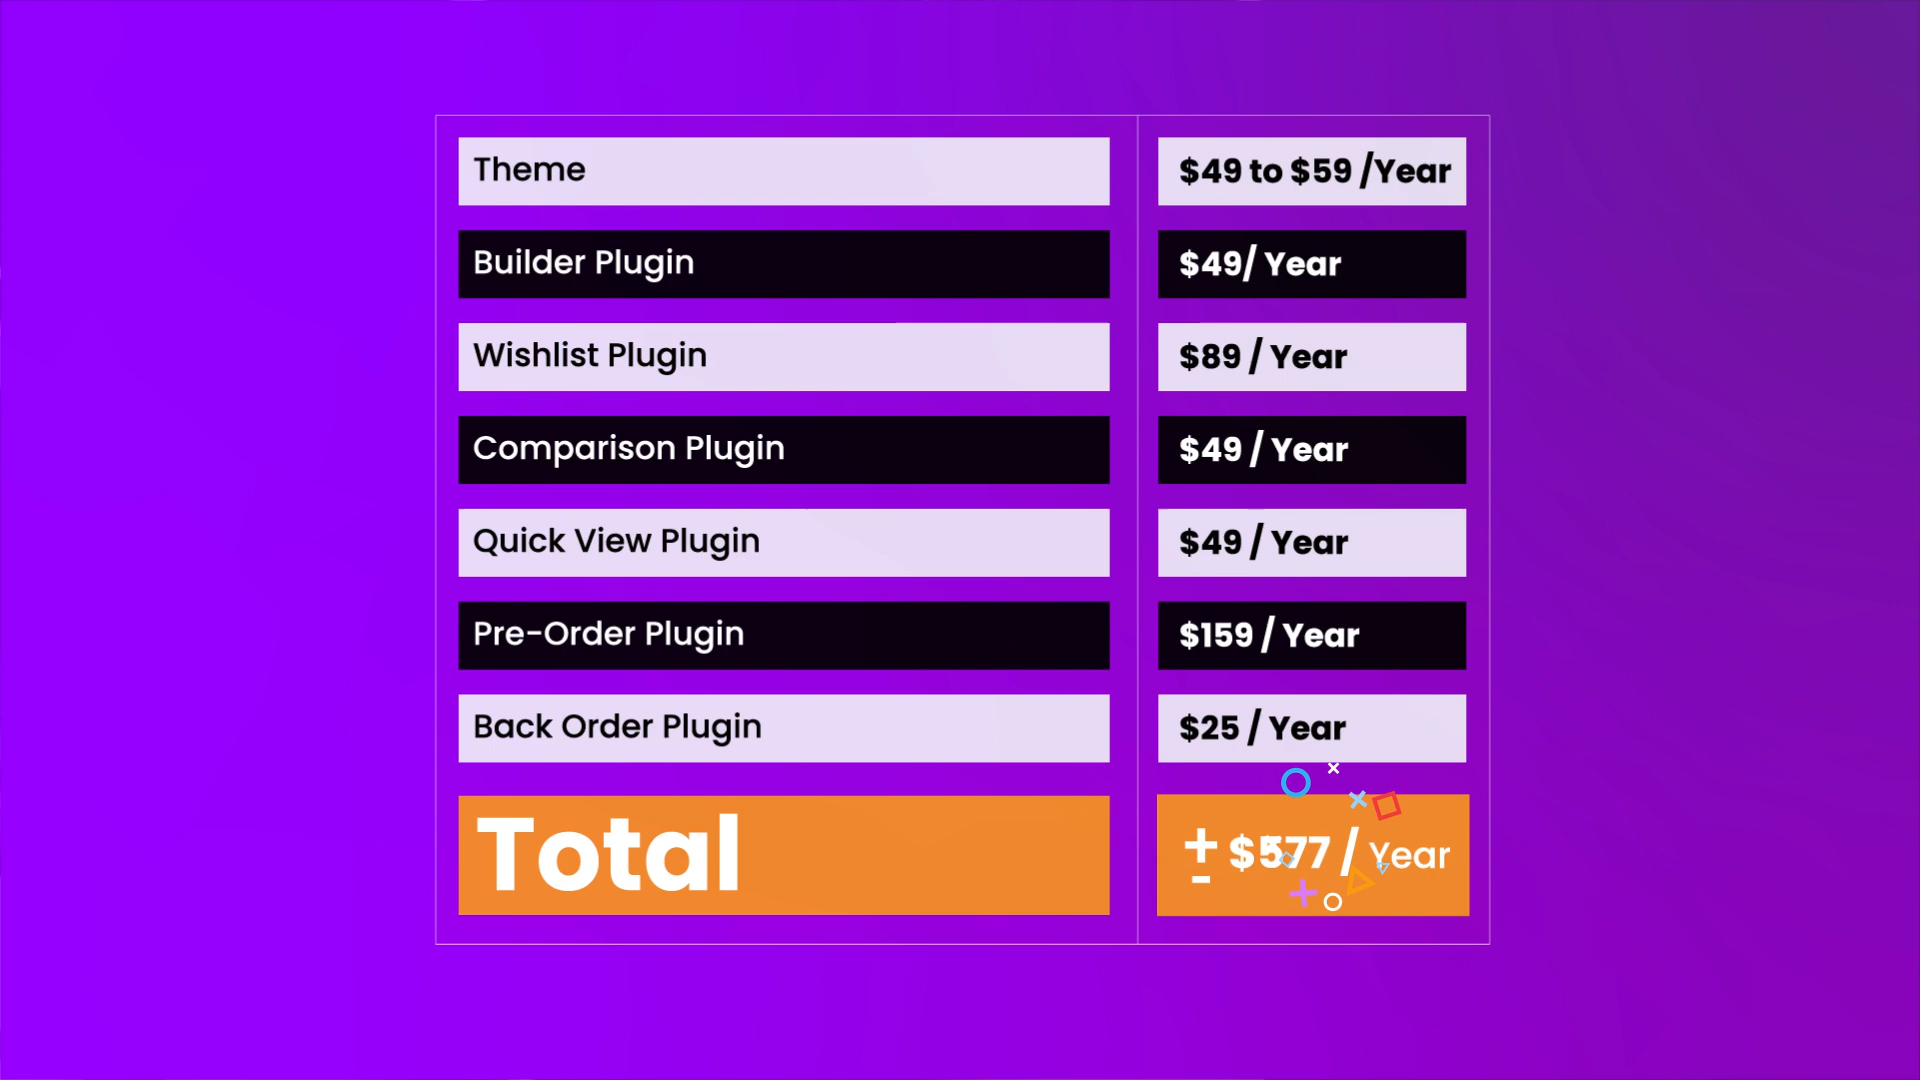 Theme $49 to $59 /Year
Builder Plugin $49/ Year
Wishlist Plugin $89 / Year
Comparison Plugin $49 / Year
Quick View Plugin $49 / Year
Pre-Order Plugin $159 / Year
Back Order Plugin $25 / Year
Total +- $577 / Year